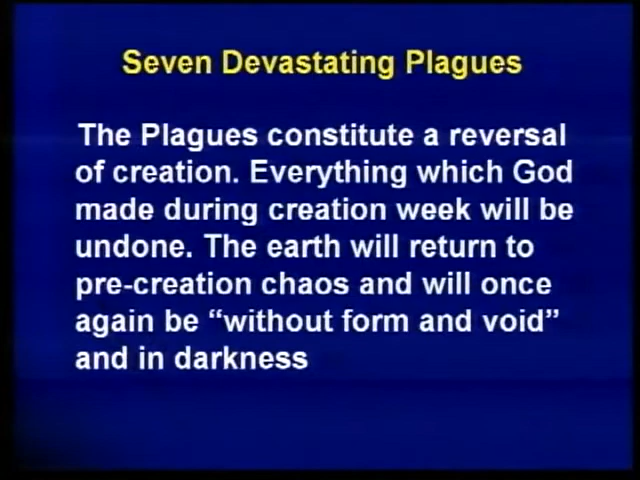 Seven Devastating Plagues
The Plagues constitute a reversal
of creation. Everything which God
made during creation week will be
undone. The earth will return to
pre-creation chaos and will once
again be “without form and void”
and in darkness